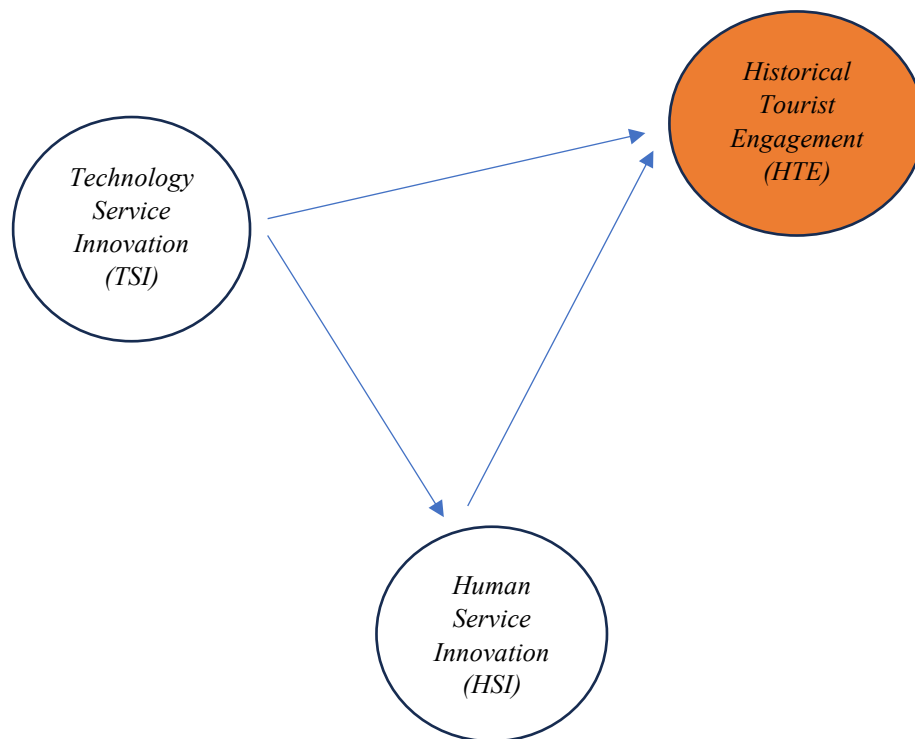 Historical
Tourist
Engagement
(HTE)
Technology
Service
Innovation
(TSI)
Human
Service
Innovation
(HSI)